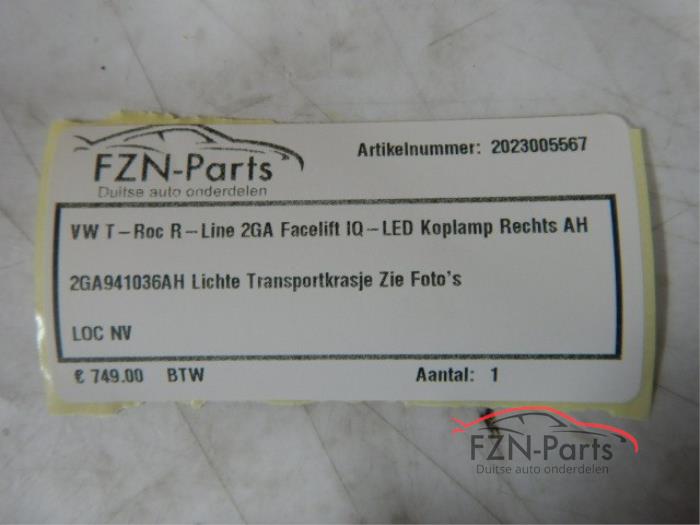 FZN-Parts
Duitse auto onderdelen
Artikelnummer: 2023005567
VW T-Roc R-Line 2GA Facelift IQ-LED Koplamp Rechts AH
2GA941036AH Lichte Transportkrasje Zie Foto's
LOC NV
€ 749.00 BTW Aantal: 1
FZN-Parts
Duitse auto onderdelen